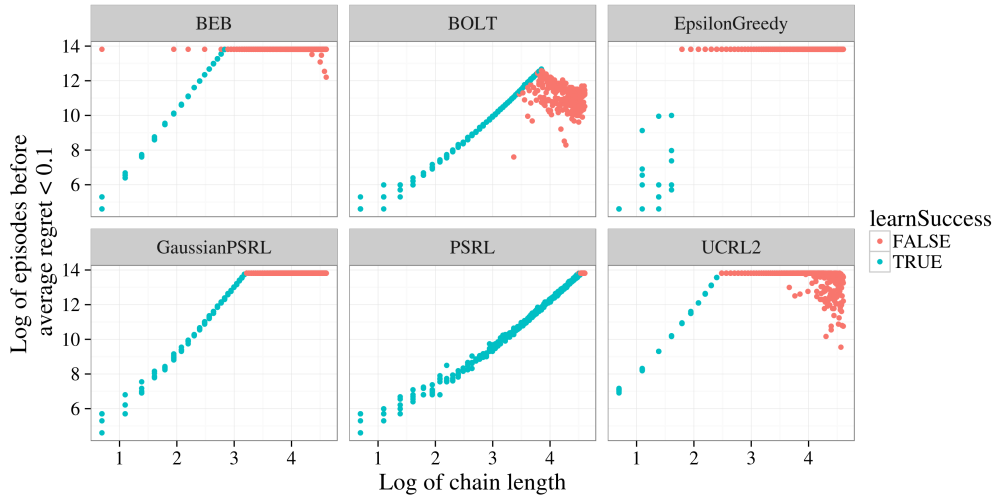 BEB
BOLT
EpsilonGreedy
14
12
10
8
6
GaussianPSRL
PSRL
UCRL2
14
12
10
8
6
1 2 3 4
1 2 3 4
1 2 3 4
Log of chain length
Log of episodes before
average regret < 0.1
learnSuccess
FALSE
TRUE